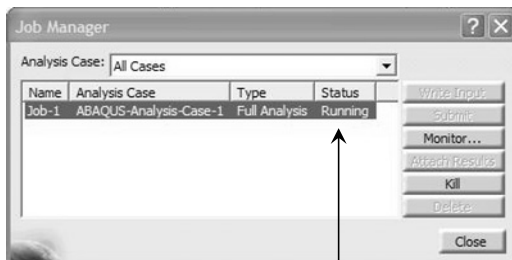 Job Manager
Analysis Case: All Cases
Name Analysis Case Type Status
Job-1 ABAQUS-Analysis-Case-1 Full Analysis Running
Write Input
Submit
Monitor...
Attach Results
Kill
Delete
Close